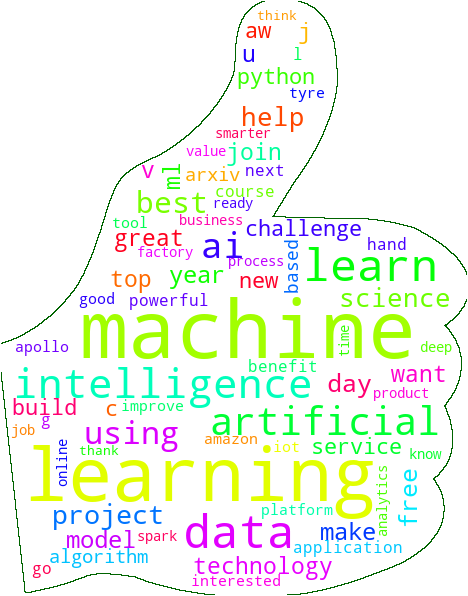 think
aw j
u l
python
tyre
help
smarter
value join
v ml arxiv next
course
best ready
tool business
great ai challenge
factory process hand
based
top year new learn
good powerful science
machine
time
apollo deep
benefit want
intelligence day
product
build c improve
g artificial
job using amazon service
online thank iot know
learning
analytics free
project platform
data make
model spark
algorithm application
go technology
interested